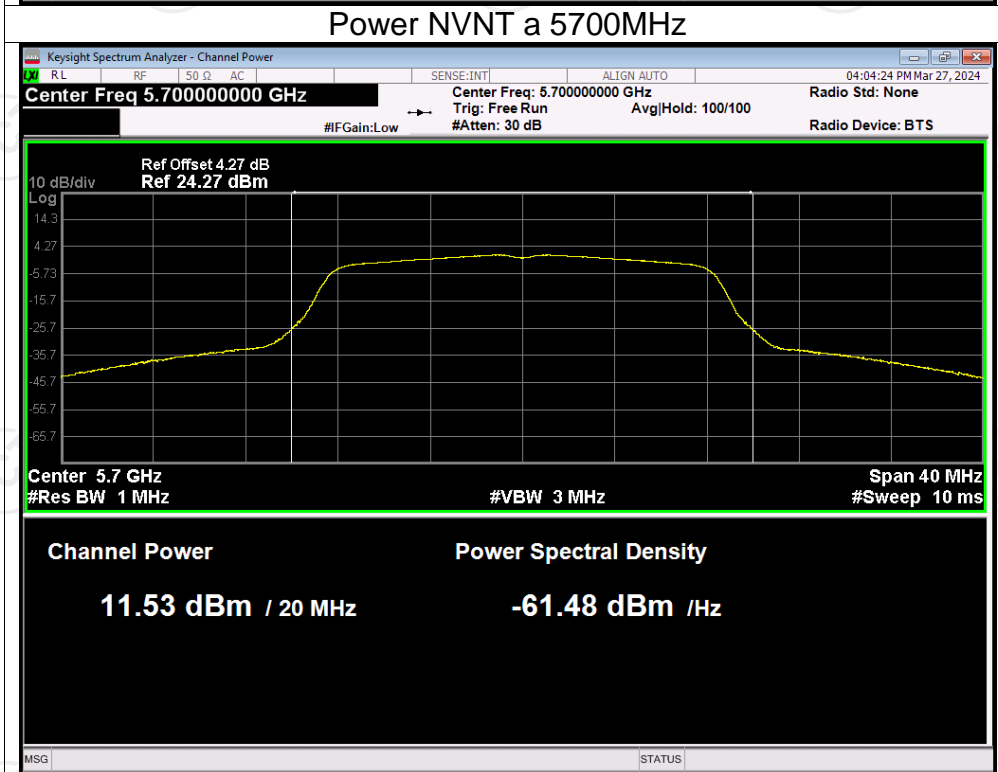 Power NVNT a 5700MHz
Keysight Spectrum Analyzer - Channel Power
LXI RL RF 50 Ω AC SENSE:INT ALIGN AUTO 04:04:24 PM Mar 27, 2024
Center Freq 5.700000000 GHz Center Freq: 5.700000000 GHz Radio Std: None
Trig: Free Run Avg|Hold: 100/100
#IFGain:Low #Atten: 30 dB Radio Device: BTS
Ref Offset 4.27 dB
10 dB/div Ref 24.27 dBm
Log
14.3
4.27
-5.73
-15.7
-25.7
-35.7
-45.7
-55.7
-65.7
Center 5.7 GHz Span 40 MHz
#Res BW 1 MHz #VBW 3 MHz #Sweep 10 ms
Channel Power Power Spectral Density
11.53 dBm / 20 MHz -61.48 dBm /Hz
MSG STATUS